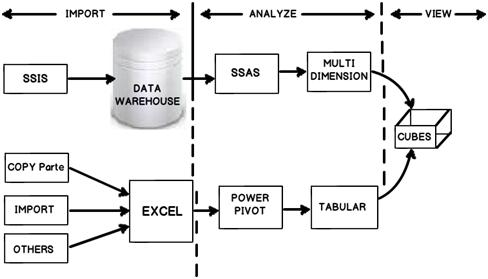 IMPORT
ANALYZE
VIEW
SSIS
DATA
WAREHOUSE
SSAS
MULTI
DIMENSION
CUBES
COPY Parte
IMPORT
OTHERS
EXCEL
POWER
PIVOT
TABULAR